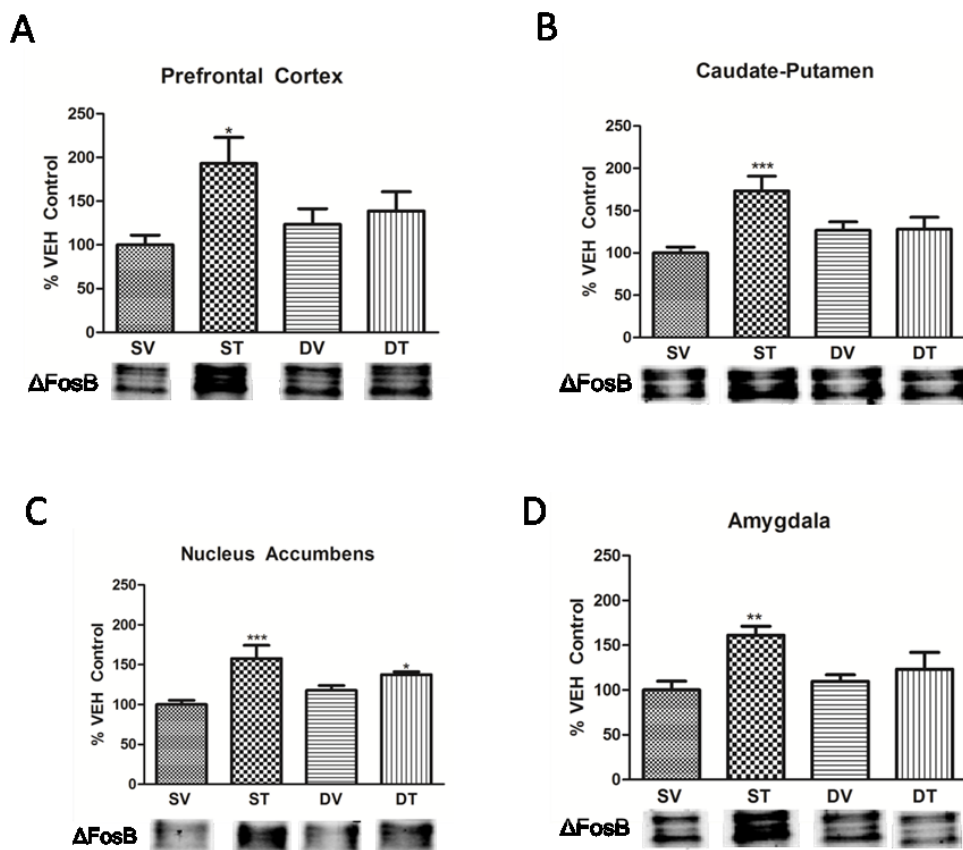 A
Prefrontal Cortex
% VEH Control
250
200
150
100
50
0
*
SV ST DV DT
ΔFosB
B
Caudate-Putamen
% VEH Control
250
200
150
100
50
0
***
SV ST DV DT
ΔFosB
C
Nucleus Accumbens
% VEH Control
250
200
150
100
50
0
***
*
SV ST DV DT
ΔFosB
D
Amygdala
% VEH Control
250
200
150
100
50
0
**
SV ST DV DT
ΔFosB